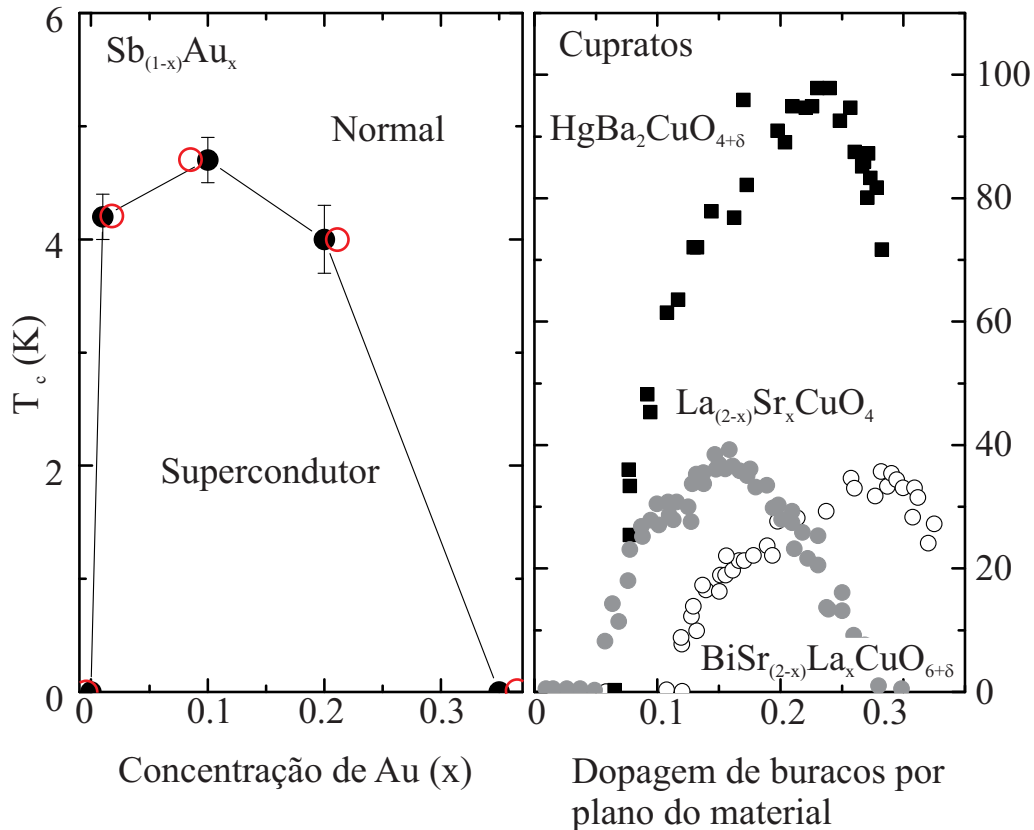 6
4
2
0
T c (K)
Sb(1-x)Aux
Normal
Supercondutor
0
0.1
0.2
0.3
Concentração de Au (x)
Cupratos
HgBa2CuO4+δ
La(2-x)SrxCuO4
BiSr(2-x)LaxCuO6+δ
100
80
60
40
20
0
0
0.1
0.2
0.3
Dopagem de buracos por
plano do material